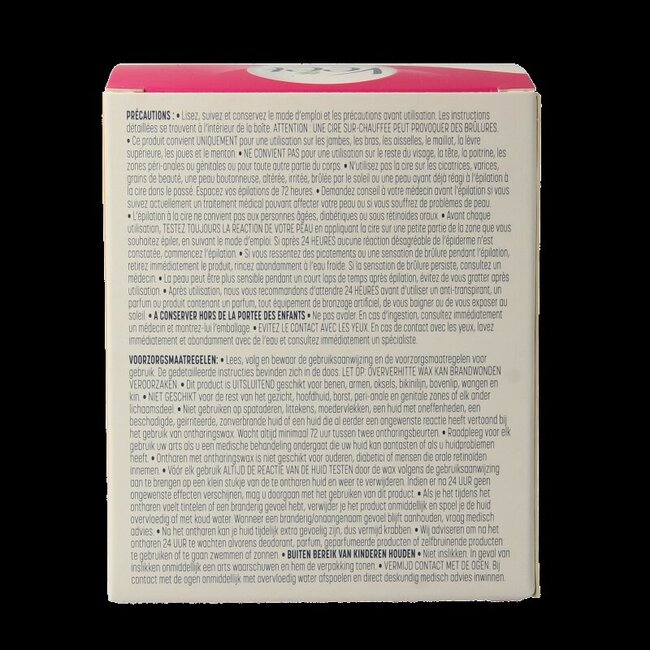 Veet
PRÉCAUTIONS : • Lisez, suivez et conservez le mode d'emploi et les précautions avant utilisation. Les instructions
détaillées se trouvent à l'intérieur de la boîte. ATTENTION : UNE CIRE SUR-CHAUFFEE PEUT PROVOQUER DES BRÛLURES.
• Ce produit convient UNIQUEMENT pour une utilisation sur les jambes, les bras, les aisselles, le maillot, la lèvre
supérieure, les joues et le menton. • NE CONVIENT PAS pour une utilisation sur le reste du visage, la tête, la poitrine, les
zones péri-anales ou génitales ou pour toute autre partie du corps. • N'utilisez pas la cire sur les cicatrices, varices,
grains de beauté, une peau boutonneuse, altérée, irritée, brûlée par le soleil ou une peau ayant déjà réagi à l'épilation à
la cire dans le passé. Espacez vos épilations de 72 heures. • Demandez conseil à votre médecin avant l'épilation si vous
suivez actuellement un traitement médical pouvant affecter votre peau ou si vous souffrez de problèmes de peau.
• L'épilation à la cire ne convient pas aux personnes âgées, diabétiques ou sous rétinoïdes oraux. • Avant chaque
utilisation, TESTEZ TOUJOURS LA REACTION DE VOTRE PEAU en appliquant la cire sur une petite partie de la zone que vous
souhaitez épiler, en suivant le mode d'emploi. Si après 24 HEURES aucune réaction désagréable de l'épiderme n'est
constatée, commencez l'épilation. • Si vous ressentez des picotements ou une sensation de brûlure pendant l'épilation,
retirez immédiatement le produit, rincez abondamment à l'eau froide. Si la sensation de brûlure persiste, consultez un
médecin. • La peau peut être plus sensible pendant un court laps de temps après épilation, évitez de vous gratter après
utilisation. • Après utilisation, nous vous recommandons d'attendre 24 HEURES avant d'utiliser un anti-transpirant, un
parfum ou produit contenant un parfum, tout équipement de bronzage artificiel, de vous baigner ou de vous exposer au
soleil. • A CONSERVER HORS DE LA PORTEE DES ENFANTS • Ne pas avaler. En cas d'ingestion, consultez immédiatement
un médecin et montrez-lui l'emballage. • EVITEZ LE CONTACT AVEC LES YEUX. En cas de contact avec les yeux, lavez
immédiatement et abondamment avec de l'eau et consultez immédiatement un spécialiste.
VOORZORGSMAATREGELEN: • Lees, volg en bewaar de gebruiksaanwijzing en de voorzorgsmaatregelen voor
gebruik. De gedetailleerde instructies bevinden zich in de doos. LET OP: OVERVERHITTE WAX KAN BRANDWONDEN
VEROORZAKEN. • Dit product is UITSLUITEND geschikt voor benen, armen, oksels, bikinilijn, bovenlip, wangen en
kin. • NIET GESCHIKT voor de rest van het gezicht, hoofdhuid, borst, peri-anale en genitale zones of elk ander
lichaamsdeel. • Niet gebruiken op spataderen, littekens, moedervlekken, een huid met oneffenheden, een
beschadigde, geïrriteerde, zonverbrande huid of een huid die al eerder een ongewenste reactie heeft vertoond bij
het gebruik van ontharingswax. Wacht altijd minimaal 72 uur tussen twee ontharingsbeurten. • Raadpleeg voor elk
gebruik uw arts als u een medische behandeling ondergaat die uw huid kan aantasten of als u huidproblemen
heeft. • Ontharen met ontharingswax is niet geschikt voor ouderen, diabetici of mensen die orale retinoïden
innemen. • Vóór elk gebruik ALTIJD DE REACTIE VAN DE HUID TESTEN door de wax volgens de gebruiksaanwijzing
aan te brengen op een klein stukje van de te ontharen huid en weer te verwijderen. Indien er na 24 UUR geen
ongewenste effecten verschijnen, mag u doorgaan met het gebruiken van dit product. • Als je het tijdens het
ontharen voelt tintelen of een branderig gevoel hebt, verwijder je het product onmiddellijk en spoel je de huid
overvloedig af met koud water. Wanneer een branderig/onaangenaam gevoel blijft aanhouden, vraag medisch
advies. • Na het ontharen kan je huid tijdelijk extra gevoelig zijn, dus vermijd krabben. • Wij adviseren om na het
ontharen 24 UUR te wachten alvorens deodorant, parfum, geparfumeerde producten of zelfbruinende producten
te gebruiken of te gaan zwemmen of zonnen. • BUITEN BEREIK VAN KINDEREN HOUDEN • Niet inslikken. In geval van
inslikken onmiddellijk een arts waarschuwen en hem de verpakking tonen. • VERMIJD CONTACT MET DE OGEN. Bij
contact met de ogen onmiddellijk met overvloedig water afspoelen en direct deskundig medisch advies inwinnen.